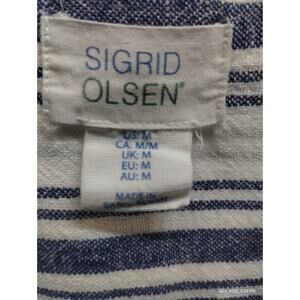 SIGRID
OLSEN®
US: M
CA: M/M
UK: M
EU: M
AU: M
MADE IN